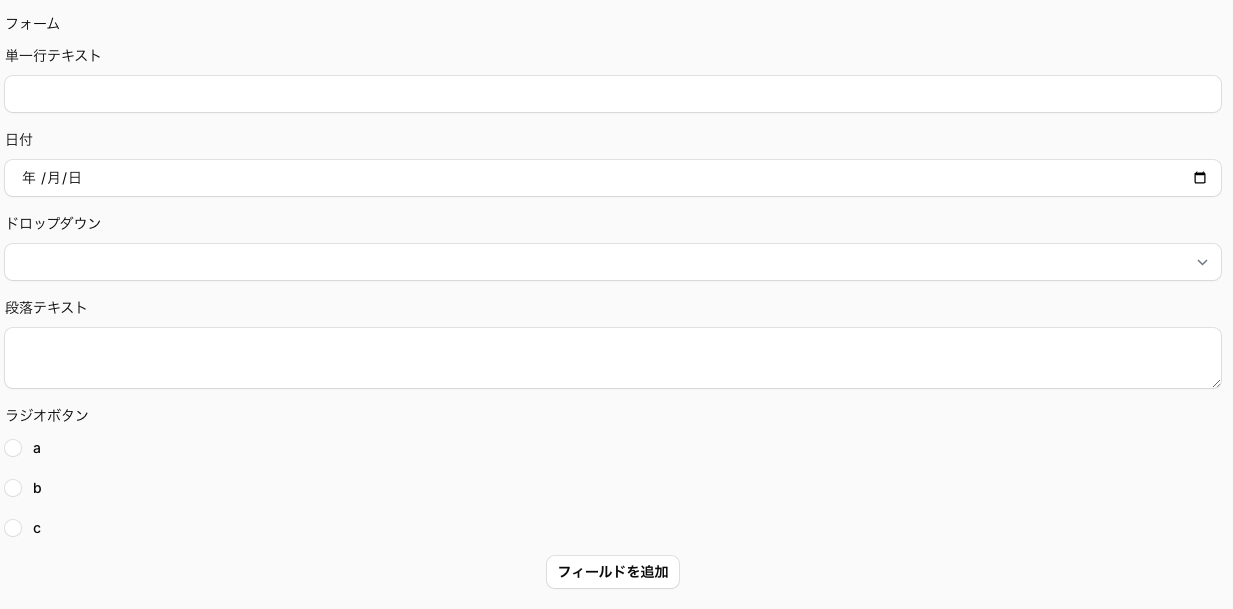 フォーム
単一行テキスト
日付
年 /月/日
ドロップダウン
段落テキスト
ラジオボタン
a
b
c
フィールドを追加